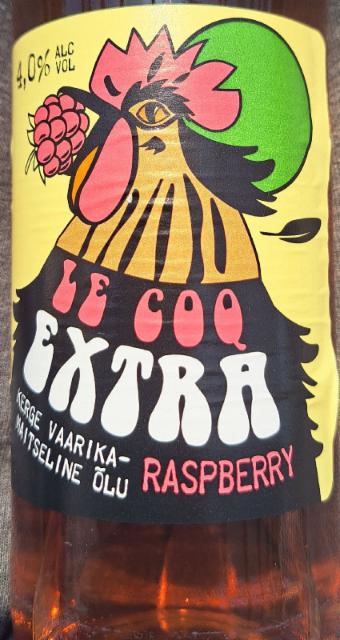 4,0% ALC
VOL
LE COQ
EXTRA
KERGE VAARIKA-
MAITSELINE ÕLU
RASPBERRY